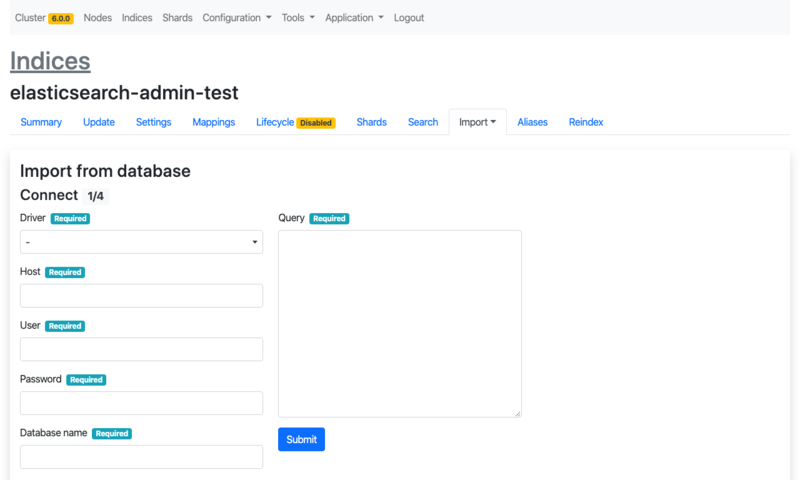 Cluster 6.0.0 Nodes Indices Shards Configuration Tools Application Logout
Indices
elasticsearch-admin-test
Summary Update Settings Mappings Lifecycle Disabled Shards Search Import Aliases Reindex
Import from database
Connect 1/4
Driver Required
-
Host Required
User Required
Password Required
Database name Required
Query Required
Submit